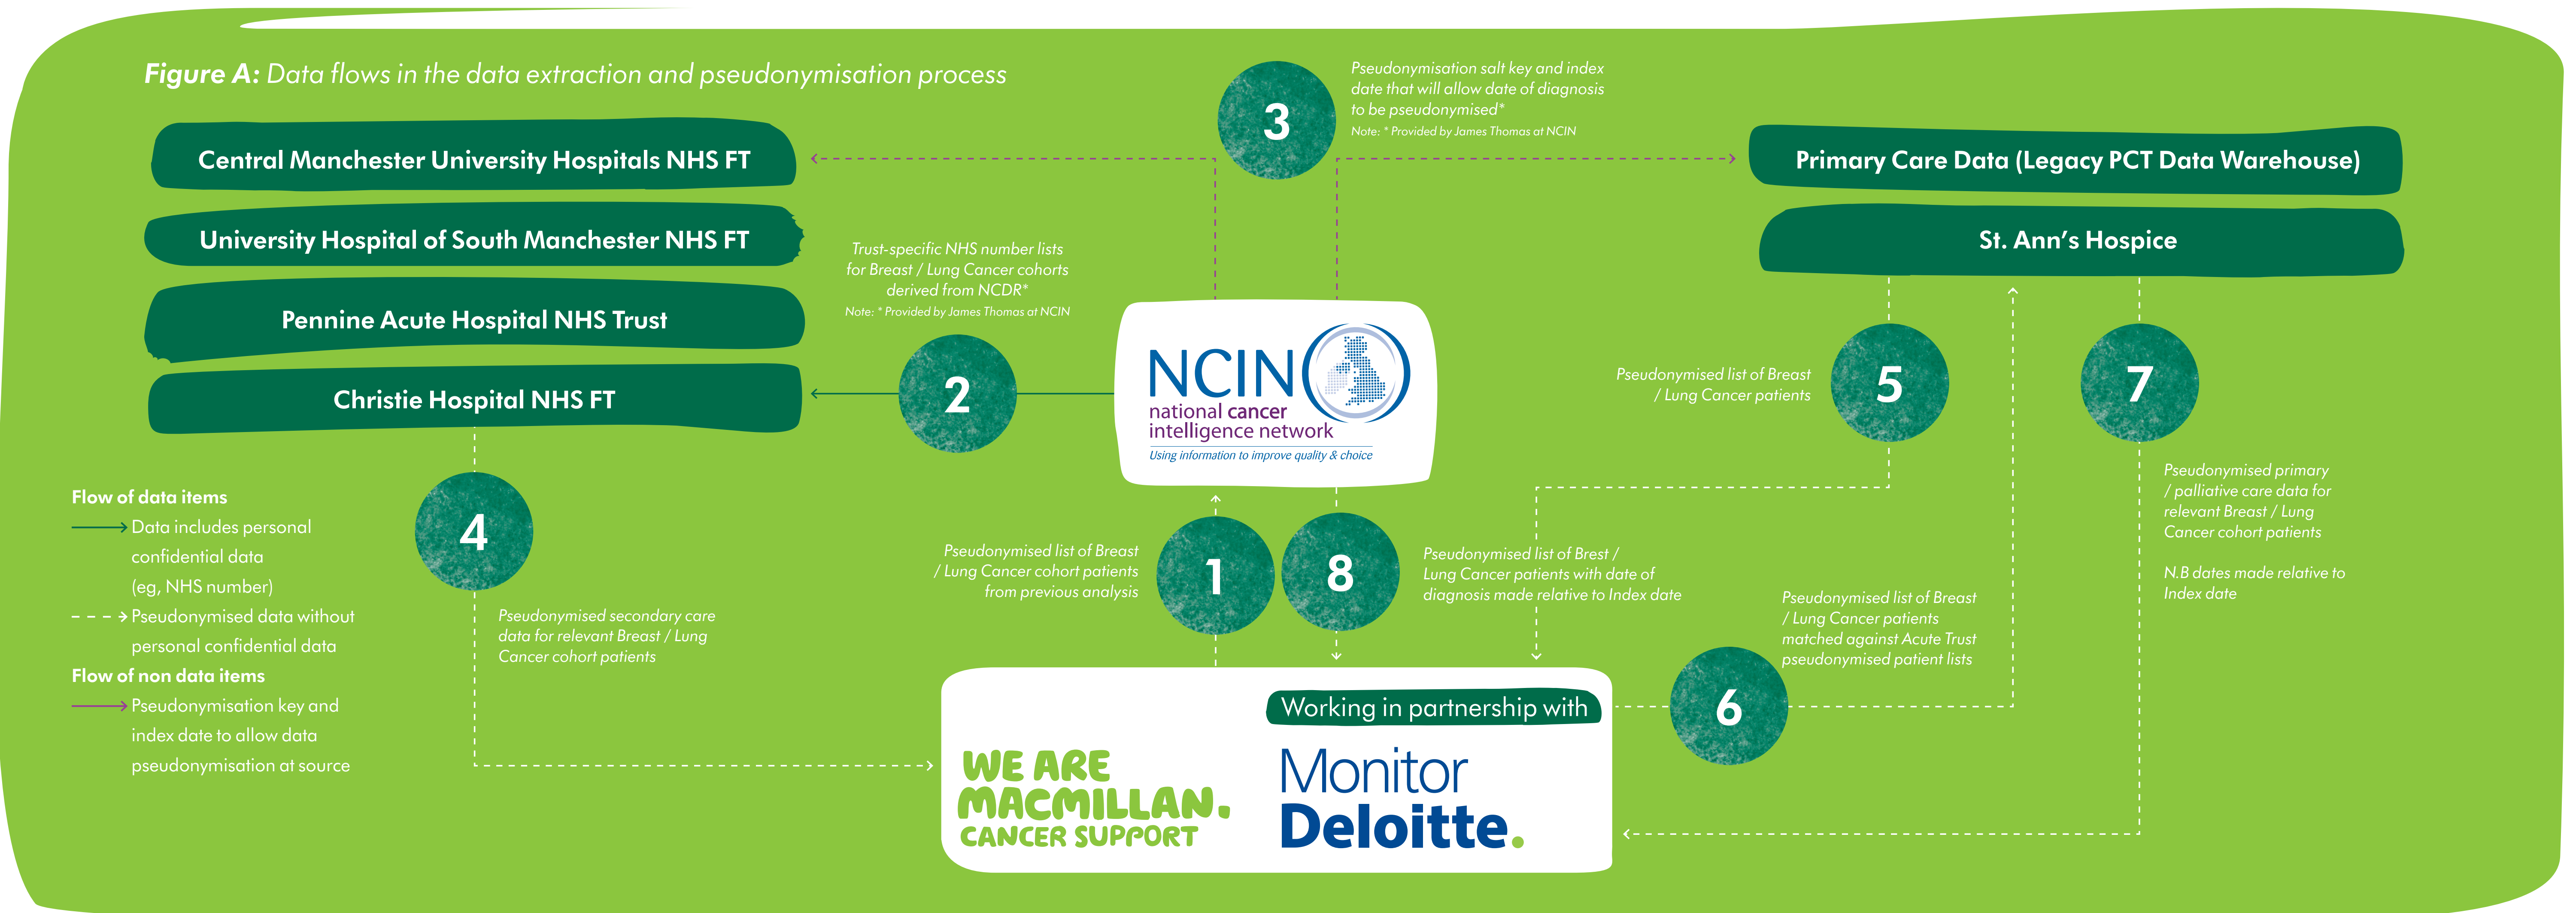 Figure A: Data flows in the data extraction and pseudonymisation process
Central Manchester University Hospitals NHS FT
University Hospital of South Manchester NHS FT
Pennine Acute Hospital NHS Trust
Christie Hospital NHS FT
Flow of data items
Data includes personal
confidential data
(eg, NHS number)
Pseudonymised data without
personal confidential data
Flow of non data items
Pseudonymisation key and
index date to allow data
pseudonymisation at source
4
Pseudonymised secondary care
data for relevant Breast / Lung
Cancer cohort patients
Trust-specific NHS number lists
for Breast / Lung Cancer cohorts
derived from NCDR*
Note: * Provided by James Thomas at NCIN
2
3
Pseudonymisation salt key and index
date that will allow date of diagnosis
to be pseudonymised*
Note: * Provided by James Thomas at NCIN
NCIN
national cancer
intelligence network
Using information to improve quality & choice
Pseudonymised list of Breast
/ Lung Cancer cohort patients
from previous analysis
1
8
Pseudonymised list of Brest /
Lung Cancer patients with date of
diagnosis made relative to Index date
WE ARE
MACMILLAN.
CANCER SUPPORT
Working in partnership with
Monitor
Deloitte.
Primary Care Data (Legacy PCT Data Warehouse)
St. Ann's Hospice
Pseudonymised list of Breast
/ Lung Cancer patients
5
6
Pseudonymised list of Breast
/ Lung Cancer patients
matched against Acute Trust
pseudonymised patient lists
7
Pseudonymised primary
/ palliative care data for
relevant Breast / Lung
Cancer cohort patients
N.B dates made relative to
Index date